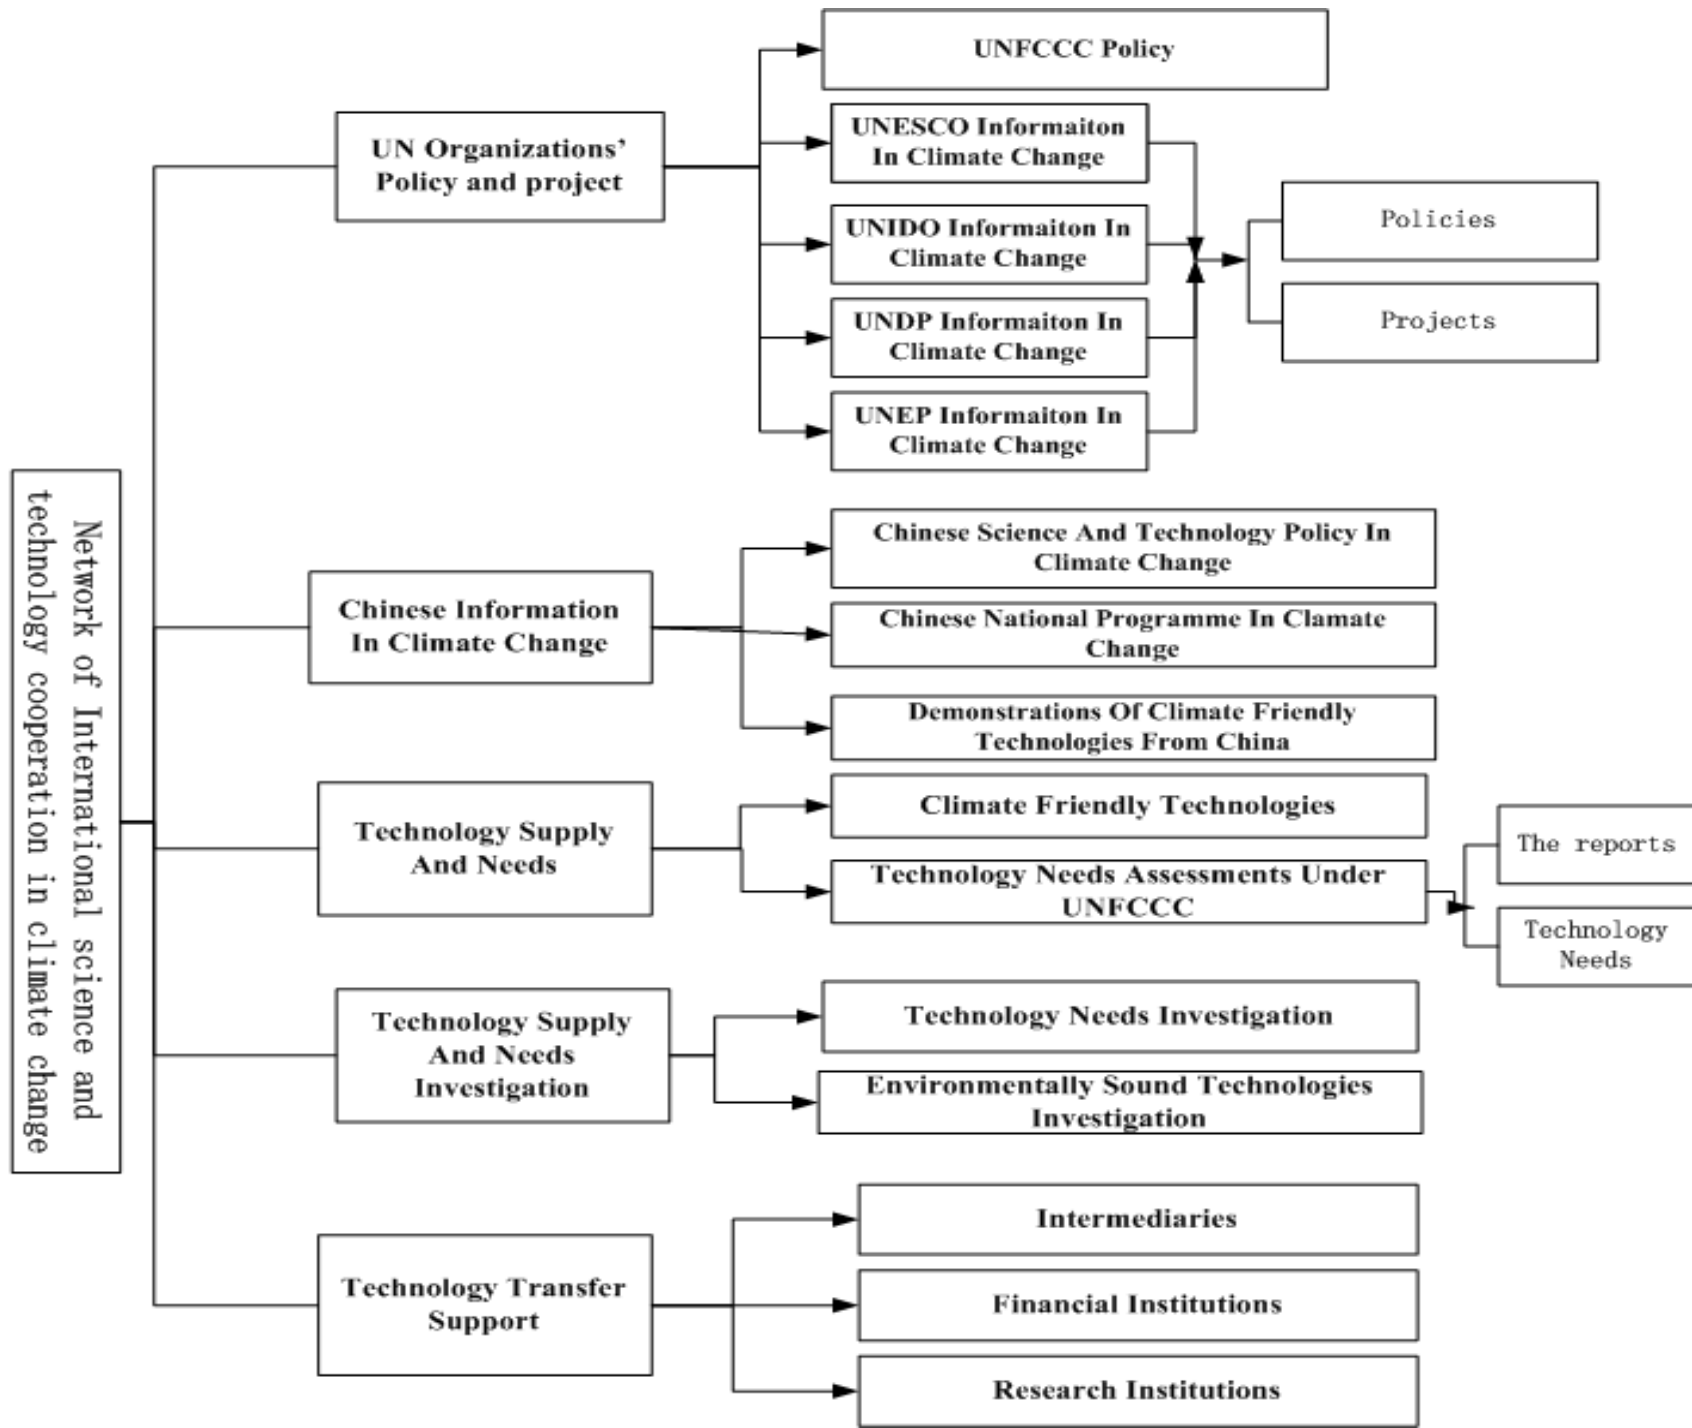 Network of International science and
technology cooperation in climate change
UN Organizations’
Policy and project
UNFCCC Policy
UNESCO Informaiton
In Climate Change
UNIDO Informaiton In
Climate Change
UNDP Informaiton In
Climate Change
UNEP Informaiton In
Climate Change
Policies
Projects
Chinese Information
In Climate Change
Chinese Science And Technology Policy In
Climate Change
Chinese National Programme In Clamate
Change
Demonstrations Of Climate Friendly
Technologies From China
Technology Supply
And Needs
Climate Friendly Technologies
Technology Needs Assessments Under
UNFCCC
The reports
Technology
Needs
Technology Supply
And Needs
Investigation
Technology Needs Investigation
Environmentally Sound Technologies
Investigation
Technology Transfer
Support
Intermediaries
Financial Institutions
Research Institutions